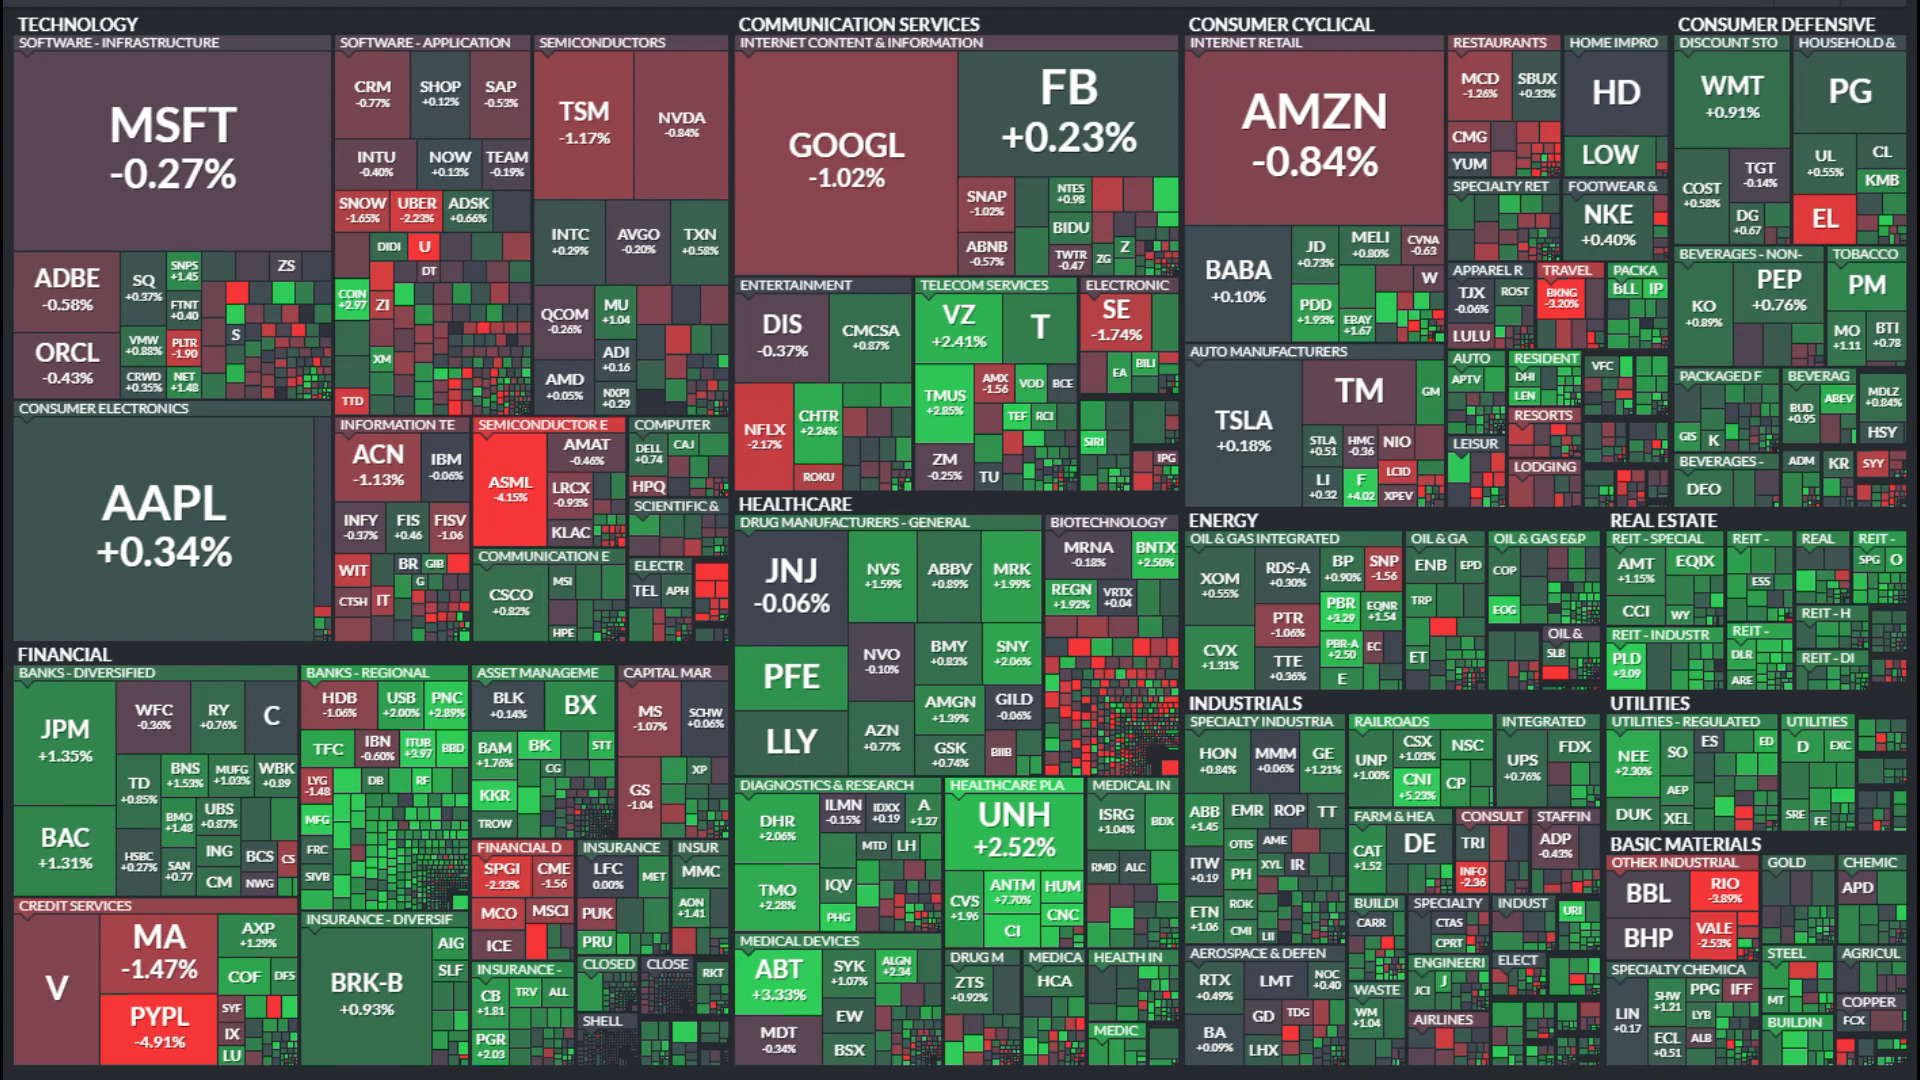 TECHNOLOGY
SOFTWARE - INFRASTRUCTURE
MSFT
-0.27%
ADBE
-0.58%
ORCL
-0.43%
SQ
+0.37%
VMW
+0.88%
CRWD
+0.35%
SNPS
+1.45
FTNT
+0.40
PLTR
-1.90
NET
+1.48
ZS
S
SOFTWARE - APPLICATION
CRM
-0.77%
SHOP
+0.12%
SAP
-0.53%
INTU
-0.40%
NOW
+0.13%
TEAM
-0.19%
SNOW
-1.65%
UBER
-2.23%
ADSK
+0.66%
DIDI
U
DT
COIN
+2.97
ZI
XM
TTD
SEMICONDUCTORS
TSM
-1.17%
NVDA
-0.84%
INTC
+0.29%
AVGO
-0.20%
TXN
+0.58%
QCOM
-0.26%
MU
+1.04
ADI
+0.16
AMD
+0.05%
NXPI
+0.29
CONSUMER ELECTRONICS
AAPL
+0.34%
INFORMATION TE
ACN
-1.13%
IBM
-0.06%
INFY
-0.37%
FIS
+0.46
FISV
-1.06
WIT
BR
GIB
G
CTSH
IT
SEMICONDUCTOR E
ASML
-4.15%
AMAT
-0.46%
LRCX
-0.93%
KLAC
COMMUNICATION E
CSCO
+0.82%
MSI
HPE
COMPUTER
DELL
+0.74
CAJ
HPQ
SCIENTIFIC &
ELECTR
TEL
APH
COMMUNICATION SERVICES
INTERNET CONTENT & INFORMATION
GOOGL
-1.02%
FB
+0.23%
SNAP
-1.02%
NTES
+0.98
ABNB
-0.57%
BIDU
TWTR
-0.47
ZG
Z
ENTERTAINMENT
DIS
-0.37%
CMCSA
+0.87%
NFLX
-2.17%
CHTR
+2.24%
ROKU
TELECOM SERVICES
VZ
+2.41%
T
TMUS
+2.85%
AMX
-1.56
VOD
BCE
TEF
RCI
ZM
-0.25%
TU
ELECTRONIC
SE
-1.74%
EA
BILI
SIRI
IPG
CONSUMER CYCLICAL
INTERNET RETAIL
AMZN
-0.84%
BABA
+0.10%
JD
+0.73%
MELI
+0.80%
CVNA
-0.63
W
PDD
+1.93%
EBAY
+1.67
AUTO MANUFACTURERS
TSLA
+0.18%
TM
GM
STLA
+0.51
HMC
-0.36
NIO
LI
+0.32
F
+4.02
LCID
XPEV
RESTAURANTS
MCD
-1.26%
SBUX
+0.33%
CMG
YUM
HOME IMPRO
HD
LOW
SPECIALTY RET
FOOTWEAR &
NKE
+0.40%
APPAREL R
TJX
-0.06%
ROST
LULU
TRAVEL
BKNG
-3.20%
PACKA
BLL
IP
AUTO
APTV
RESIDENT
DHI
LEN
VFC
RESORTS
LEISUR
LODGING
CONSUMER DEFENSIVE
DISCOUNT STO
WMT
+0.91%
COST
+0.58%
TGT
-0.14%
DG
+0.67
HOUSEHOLD &
PG
UL
+0.55%
CL
KMB
EL
BEVERAGES - NON-
KO
+0.89%
PEP
+0.76%
TOBACCO
PM
MO
+1.11
BTI
+0.78
PACKAGED F
GIS
K
BEVERAG
BUD
+0.95
ABEV
MDLZ
+0.84%
HSY
BEVERAGES -
DEO
ADM
KR
SYY
FINANCIAL
BANKS - DIVERSIFIED
JPM
+1.35%
BAC
+1.31%
WFC
-0.36%
RY
+0.76%
C
TD
+0.85%
BNS
+1.53%
MUFG
+1.03%
WBK
+0.89
BMO
+1.48
UBS
+0.87%
HSBC
+0.27%
SAN
+0.77
ING
BCS
CS
CM
NWG
BANKS - REGIONAL
HDB
-1.06%
USB
+2.00%
PNC
+2.89%
TFC
IBN
-0.60%
ITUB
+3.97
BBD
LYG
-1.48
DB
RF
MFG
FRC
SIVB
ASSET MANAGEME
BLK
+0.14%
BX
BAM
+1.76%
BK
STT
CG
KKR
TROW
CAPITAL MAR
MS
-1.07%
SCHW
+0.06%
XP
GS
-1.04
CREDIT SERVICES
V
MA
-1.47%
PYPL
-4.91%
AXP
+1.29%
COF
DFS
SYF
IX
LU
INSURANCE - DIVERSIF
BRK-B
+0.93%
AIG
SLF
FINANCIAL D
SPGI
-2.33%
CME
-1.56
MCO
MSCI
ICE
INSURANCE
LFC
0.00%
MET
PUK
PRU
INSUR
MMC
AON
+1.41
INSURANCE -
CB
+1.81
TRV
ALL
PGR
+2.03
CLOSED
CLOSE
RKT
SHELL
HEALTHCARE
DRUG MANUFACTURERS - GENERAL
JNJ
-0.06%
PFE
LLY
NVS
+1.59%
ABBV
+0.89%
MRK
+1.99%
NVO
-0.10%
BMY
+0.83%
SNY
+2.06%
AZN
+0.77%
AMGN
+1.39%
GILD
-0.06%
GSK
+0.74%
BIIB
BIOTECHNOLOGY
MRNA
-0.18%
BNTX
+2.50%
REGN
+1.92%
VRTX
+0.04
DIAGNOSTICS & RESEARCH
DHR
+2.06%
TMO
+2.28%
ILMN
-0.15%
IDXX
+0.19
A
+1.27
MTD
LH
IQV
PHG
HEALTHCARE PLA
UNH
+2.52%
CVS
+1.96
ANTM
+7.70%
HUM
CNC
CI
MEDICAL IN
ISRG
+1.04%
BDX
RMD
ALC
MEDICAL DEVICES
ABT
+3.33%
MDT
-0.34%
SYK
+1.07%
ALGN
+2.34
EW
BSX
DRUG M
ZTS
+0.92%
MEDICA
HCA
HEALTH IN
MEDIC
ENERGY
OIL & GAS INTEGRATED
XOM
+0.55%
CVX
+1.31%
RDS-A
+0.30%
PTR
-1.06%
TTE
+0.36%
BP
+0.90%
SNP
-1.56
PBR
+3.29
EQNR
+1.54
PBR-A
+2.50
EC
E
OIL & GA
ENB
EPD
TRP
ET
OIL & GAS E&P
COP
EOG
OIL &
SLB
REAL ESTATE
REIT - SPECIAL
AMT
+1.15%
EQIX
CCI
WY
REIT -
ESS
REAL
REIT -
SPG
O
REIT - H
REIT - INDUSTR
PLD
+3.09
REIT -
DLR
ARE
REIT - DI
INDUSTRIALS
SPECIALTY INDUSTRIA
HON
+0.84%
MMM
+0.06%
GE
+1.21%
ABB
+1.45
EMR
ROP
TT
OTIS
AME
ITW
+0.19
PH
XYL
IR
ROK
ETN
+1.06
CMI
LII
RAILROADS
UNP
+1.00%
CSX
+1.03%
NSC
CNI
+5.23%
CP
INTEGRATED
UPS
+0.76%
FDX
FARM & HEA
CAT
+1.52
DE
CONSULT
TRI
INFO
-2.36
STAFFIN
ADP
-0.43%
BUILDI
CARR
SPECIALTY
CTAS
CPRT
INDUST
URI
AEROSPACE & DEFEN
RTX
+0.49%
LMT
NOC
+0.40
BA
+0.09%
GD
TDG
LHX
ENGINEERI
JCI
J
ELECT
WASTE
WM
+1.04
AIRLINES
UTILITIES
UTILITIES - REGULATED
NEE
+2.30%
SO
ES
ED
AEP
DUK
XEL
UTILITIES
D
EXC
SRE
FE
BASIC MATERIALS
OTHER INDUSTRIAL
BBL
RIO
-3.89%
BHP
VALE
-2.53%
GOLD
CHEMIC
APD
SPECIALTY CHEMICA
LIN
+0.17
SHW
+1.21
PPG
IFF
LYB
ECL
+0.51
ALB
STEEL
MT
AGRICUL
COPPER
FCX
BUILDIN